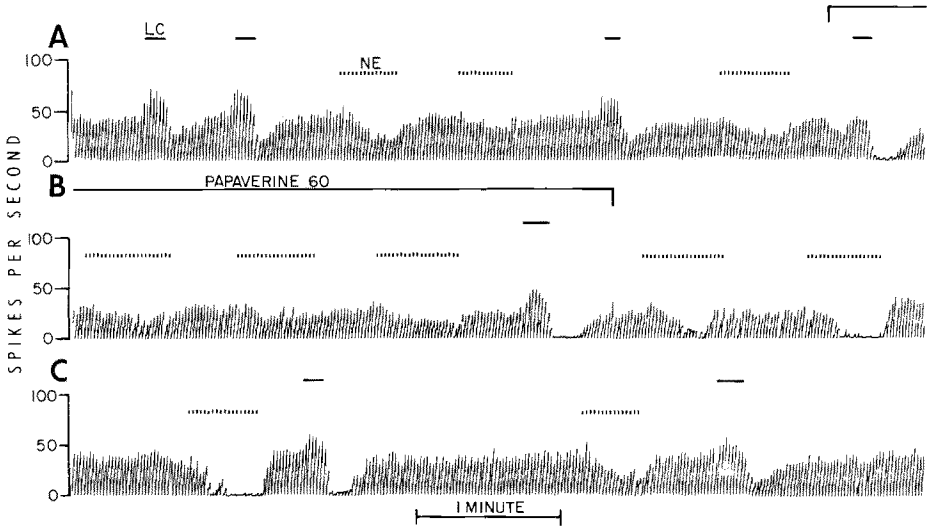 A
LC
NE
100
50
0
B
PAPAVERINE 60
100
50
0
C
100
50
0
SPIKES PER SECOND
1 MINUTE